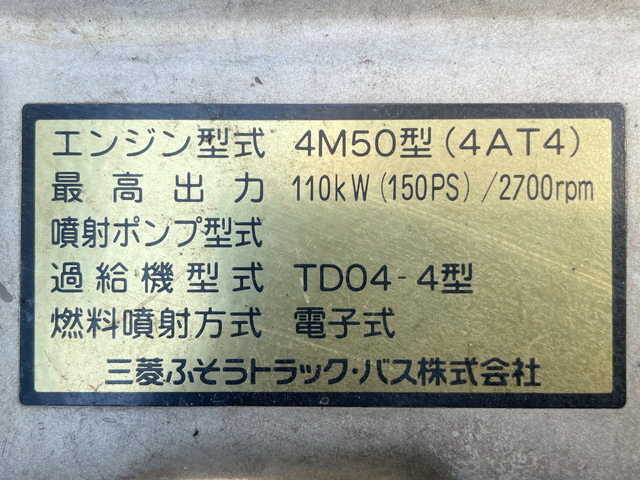 エンジン型式 4M50型(4AT4)
最高出力 110kW(150PS)/2700rpm
噴射ポンプ型式
過給機型式 TD04-4型
燃料噴射方式 電子式
三菱ふそうトラック・バス株式会社